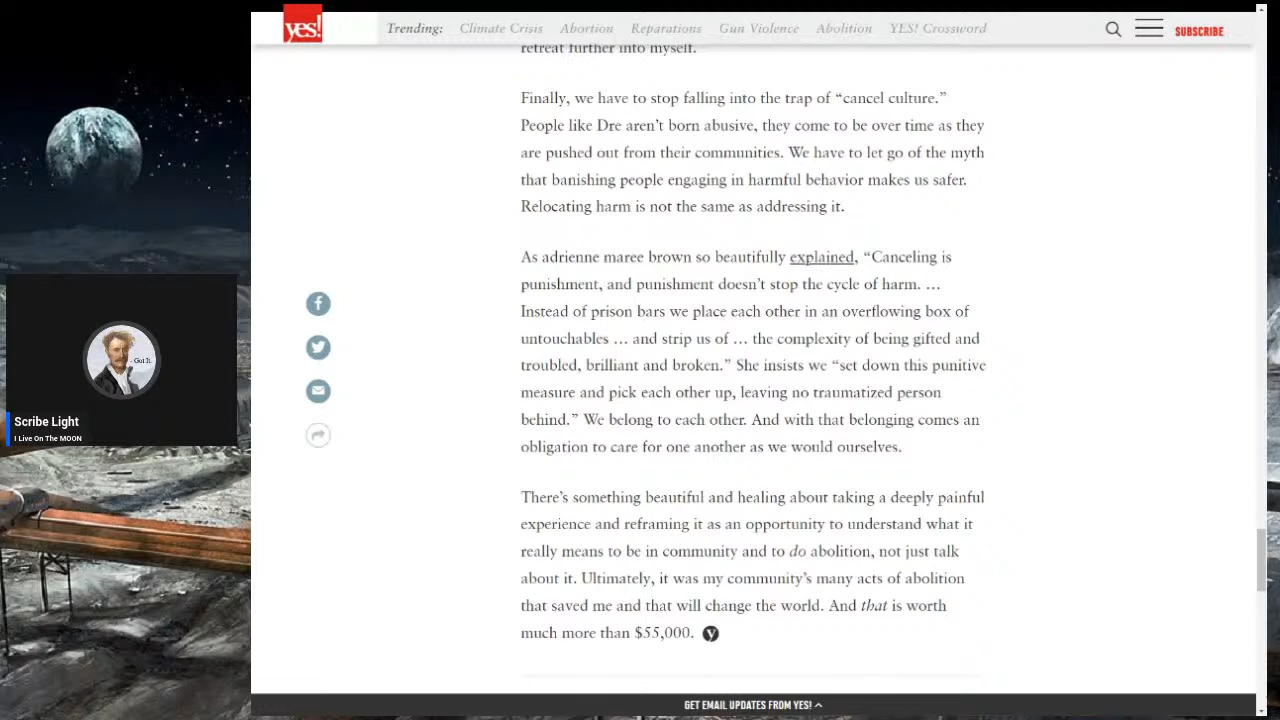 yes!
Trending: Climate Crisis Abortion Reparations Gun Violence Abolition YES! Crossword
SUBSCRIBE
retreat further into myself.
Finally, we have to stop falling into the trap of “cancel culture.”
People like Dre aren’t born abusive, they come to be over time as they
are pushed out from their communities. We have to let go of the myth
that banishing people engaging in harmful behavior makes us safer.
Relocating harm is not the same as addressing it.
As adrienne maree brown so beautifully explained, “Canceling is
punishment, and punishment doesn’t stop the cycle of harm. …
Instead of prison bars we place each other in an overflowing box of
untouchables … and strip us of … the complexity of being gifted and
troubled, brilliant and broken.” She insists we “set down this punitive
measure and pick each other up, leaving no traumatized person
behind.” We belong to each other. And with that belonging comes an
obligation to care for one another as we would ourselves.
There’s something beautiful and healing about taking a deeply painful
experience and reframing it as an opportunity to understand what it
really means to be in community and to do abolition, not just talk
about it. Ultimately, it was my community’s many acts of abolition
that saved me and that will change the world. And that is worth
much more than $55,000.
- Got It.
Scribe Light
I Live On The MOON
GET EMAIL UPDATES FROM YES!